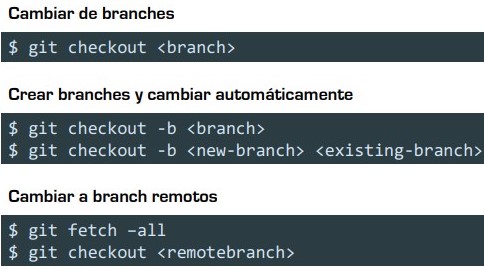 Cambiar de branches
$ git checkout <branch>
Crear branches y cambiar automáticamente
$ git checkout -b <branch>
$ git checkout -b <new-branch> <existing-branch>
Cambiar a branch remotos
$ git fetch –all
$ git checkout <remotebranch>